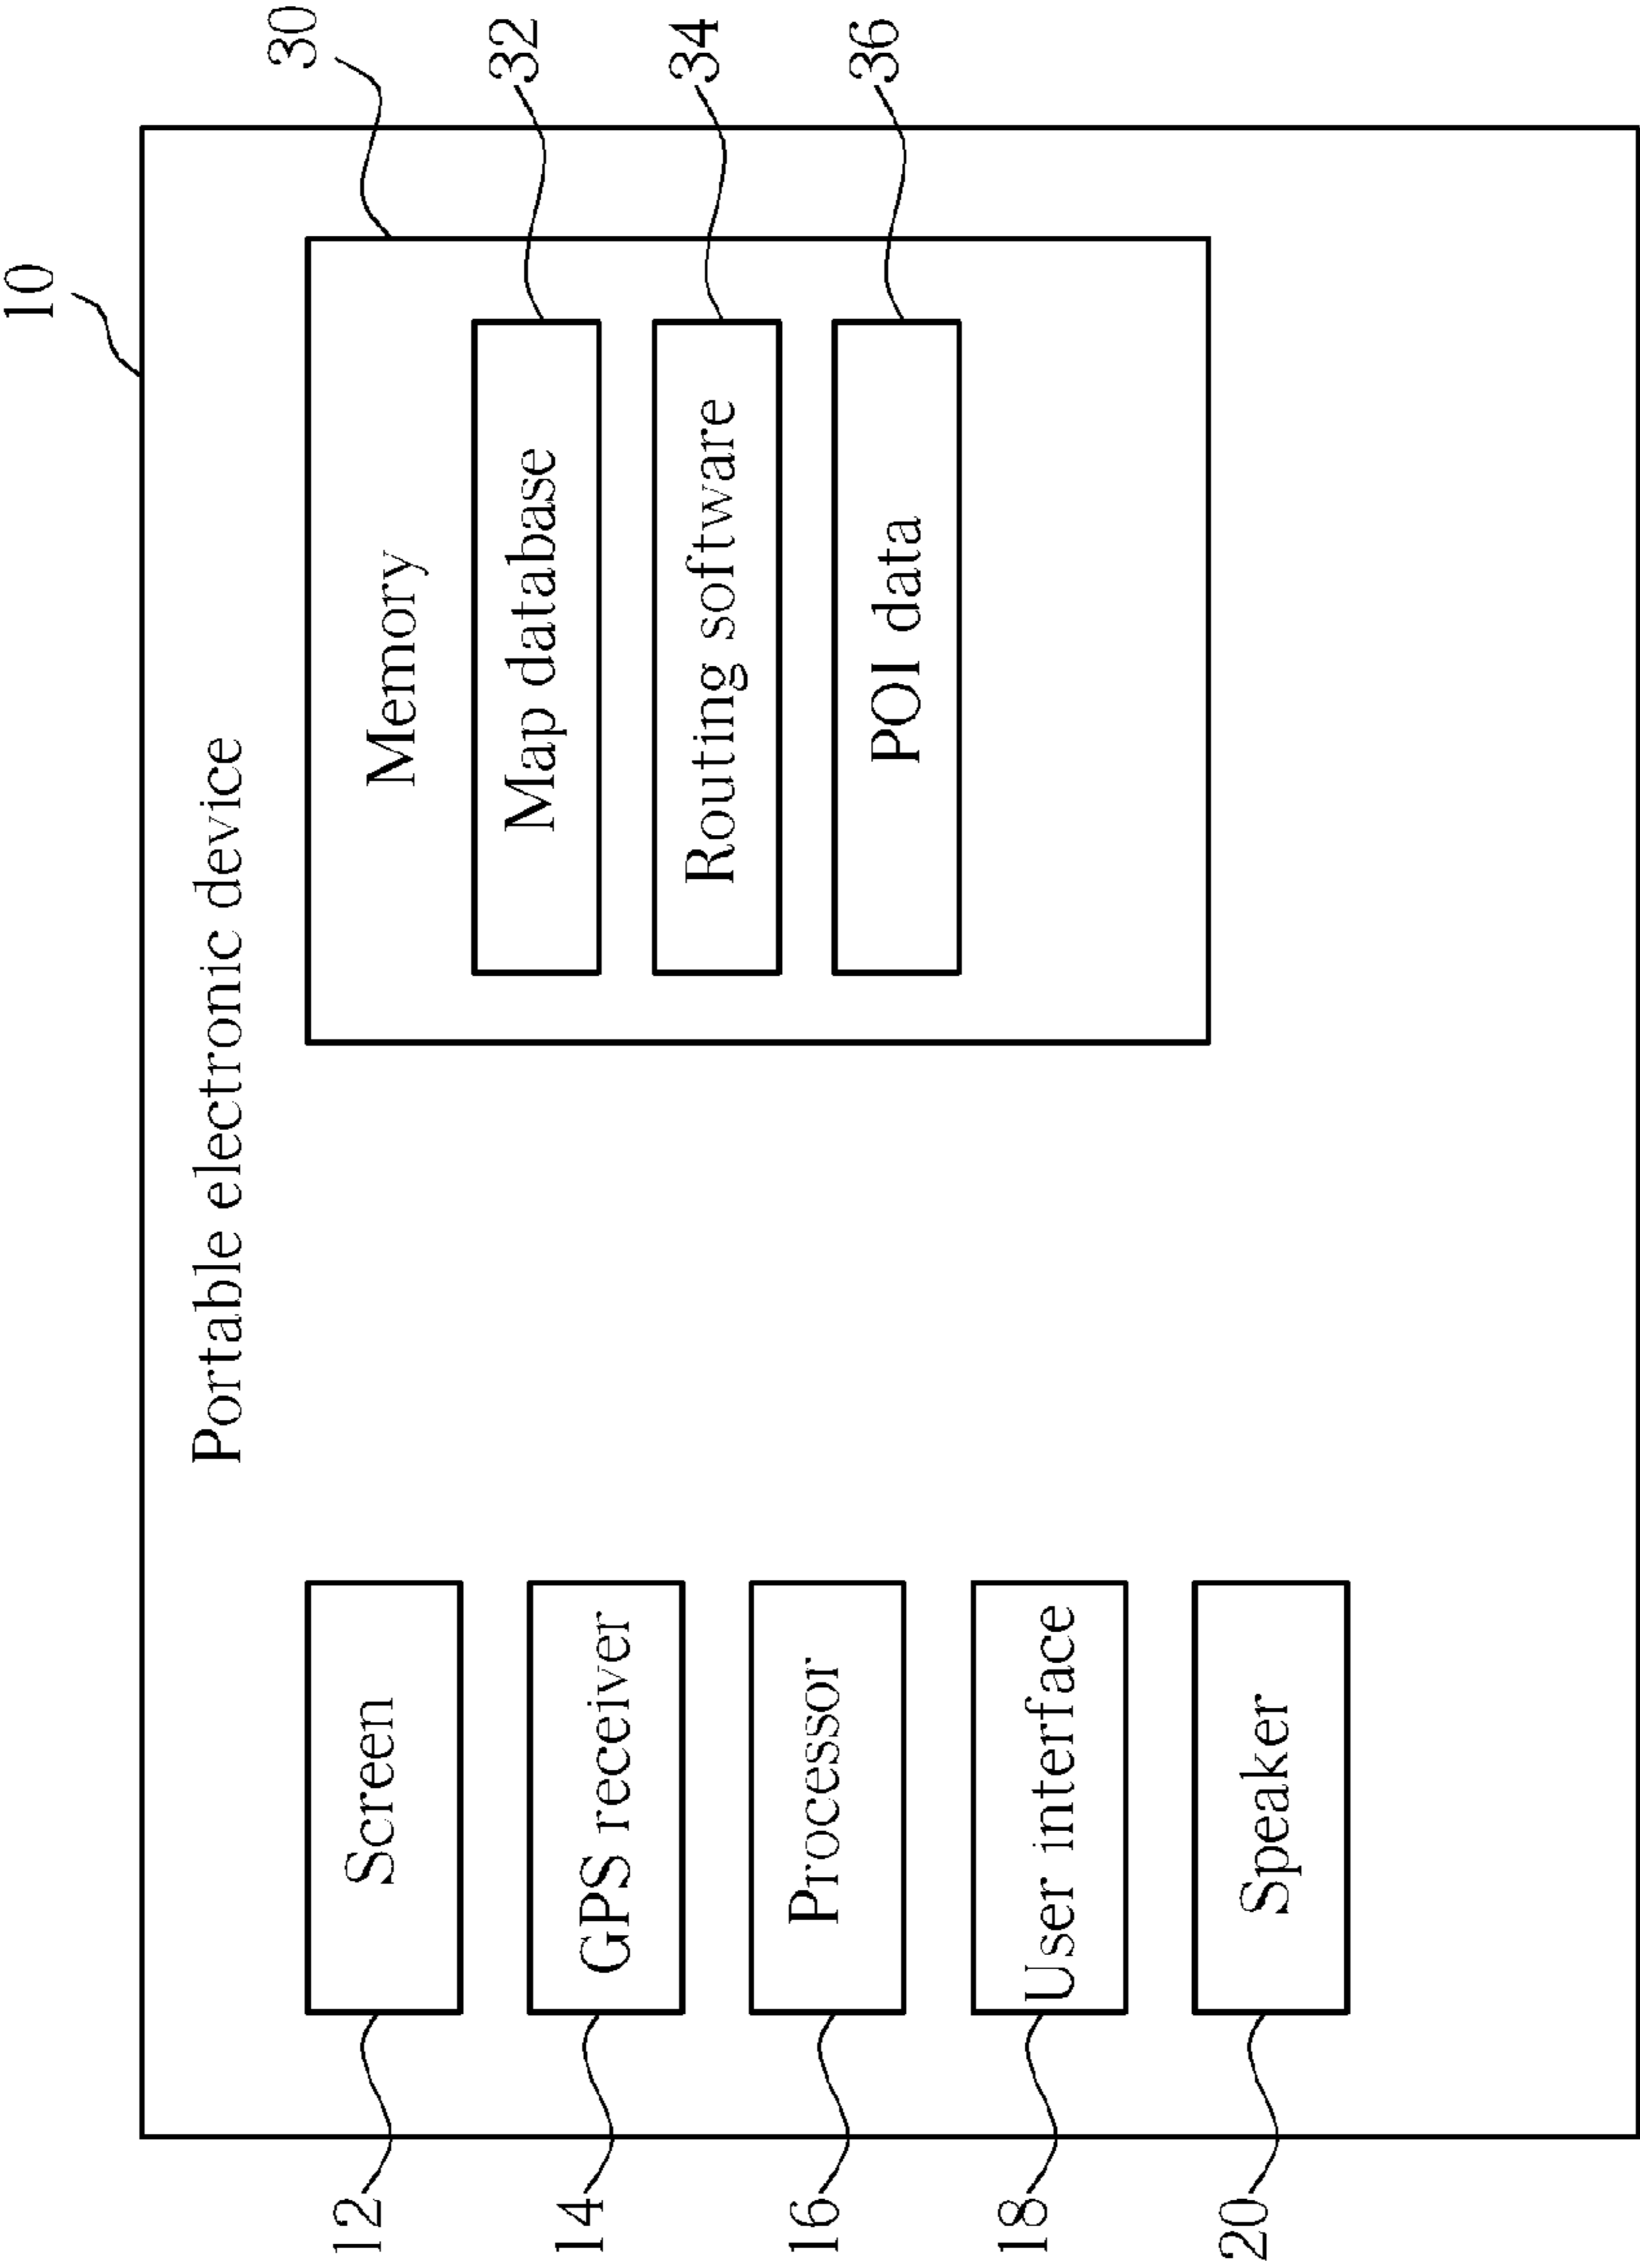 10
Portable electronic device
30
Memory
12
Screen
Map database
32
14
GPS receiver
Routing software
34
16
Processor
POI data
36
18
User interface
20
Speaker